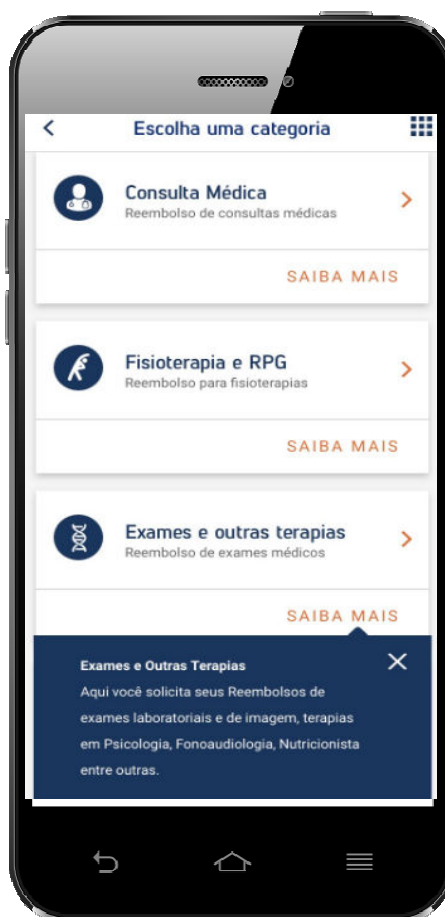 Escolha uma categoria
Consulta Médica
Reembolso de consultas médicas
SAIBA MAIS
Fisioterapia e RPG
Reembolso para fisioterapias
SAIBA MAIS
Exames e outras terapias
Reembolso de exames médicos
SAIBA MAIS
Exames e Outras Terapias
Aqui você solicita seus Reembolsos de
exames laboratoriais e de imagem, terapias
em Psicologia, Fonoaudiologia, Nutricionista
entre outras.